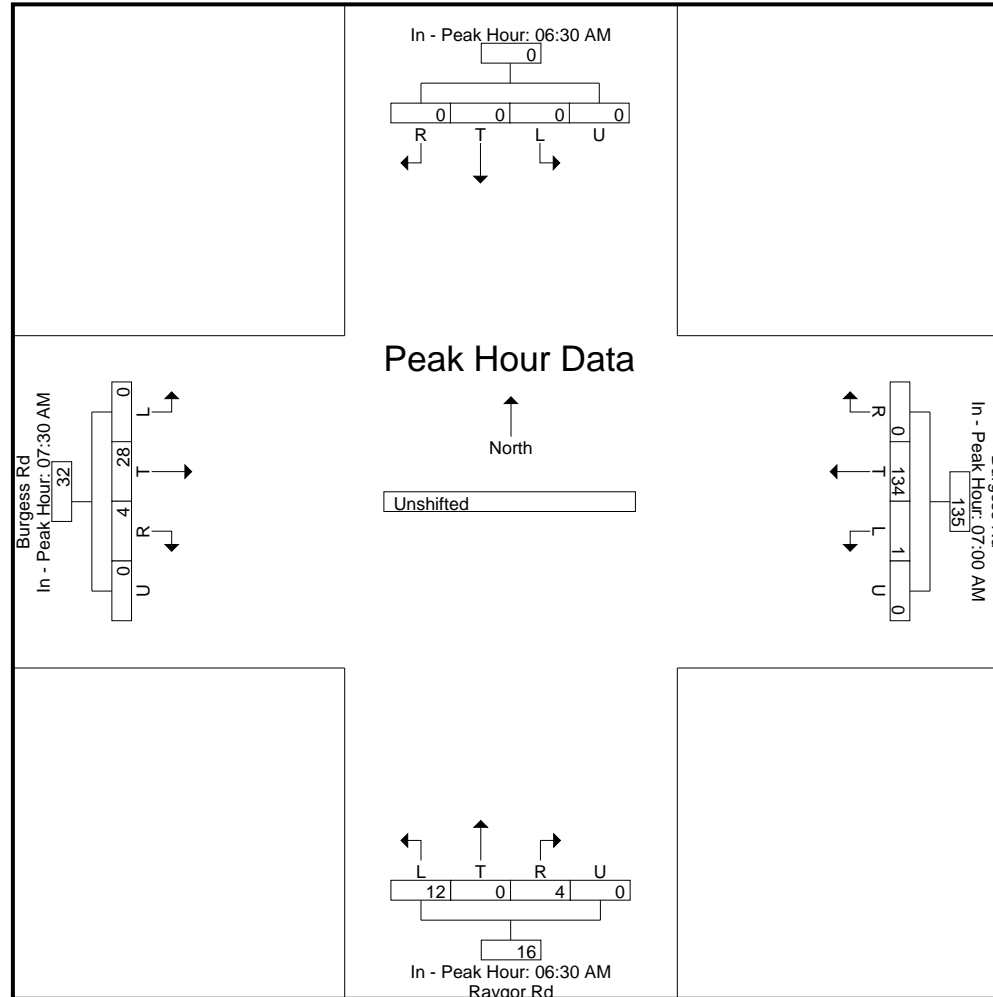 In - Peak Hour: 06:30 AM
0
0 0 0 0
R T L U
Peak Hour Data
North
Unshifted
Burgess Rd
In - Peak Hour: 07:30 AM
32
0 28 4 0
L T R U
In - Peak Hour: 07:00 AM
135
0 134 1 0
R T L U
L T R U
12 0 4 0
16
In - Peak Hour: 06:30 AM
Raygor Rd